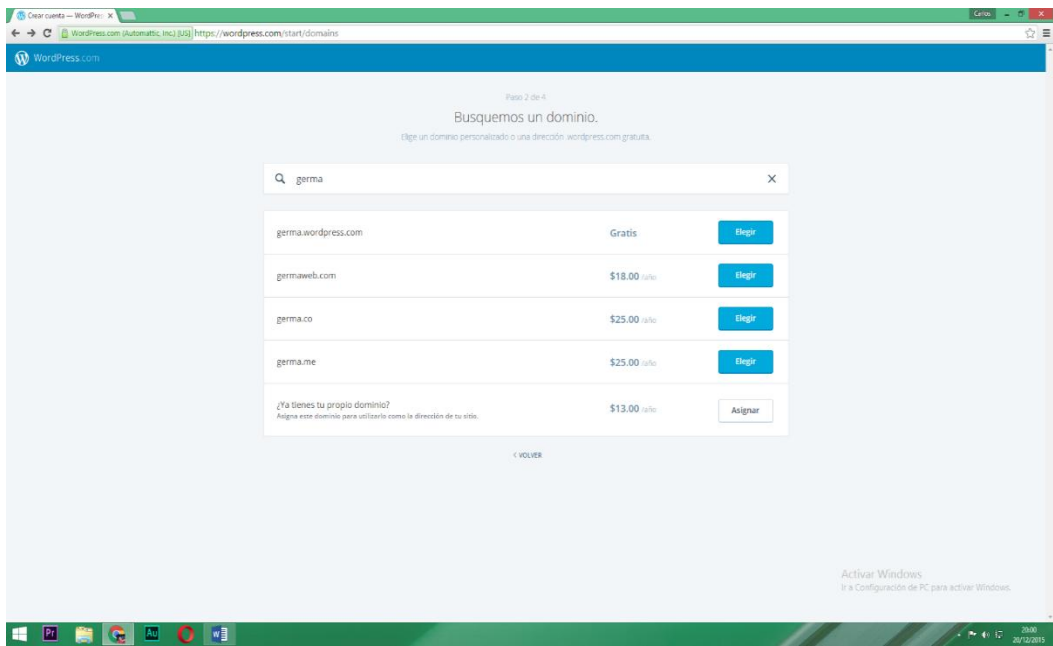 Crear cuenta — WordPre
Carlos
WordPress.com (Automattic, Inc.) [US] https://wordpress.com/start/domains
WordPress.com
Paso 2 de 4
Busquemos un dominio.
Elige un dominio personalizado o una dirección .wordpress.com gratuita.
germa
germa.wordpress.com Gratis Elegir
germaweb.com $18.00 /año Elegir
germa.co $25.00 /año Elegir
germa.me $25.00 /año Elegir
¿Ya tienes tu propio dominio? $13.00 /año Asignar
Asigna este dominio para utilizarlo como la dirección de tu sitio.
VOLVER
Activar Windows
Ir a Configuración de PC para activar Windows.
Pr Au W
20:00
20/12/2015